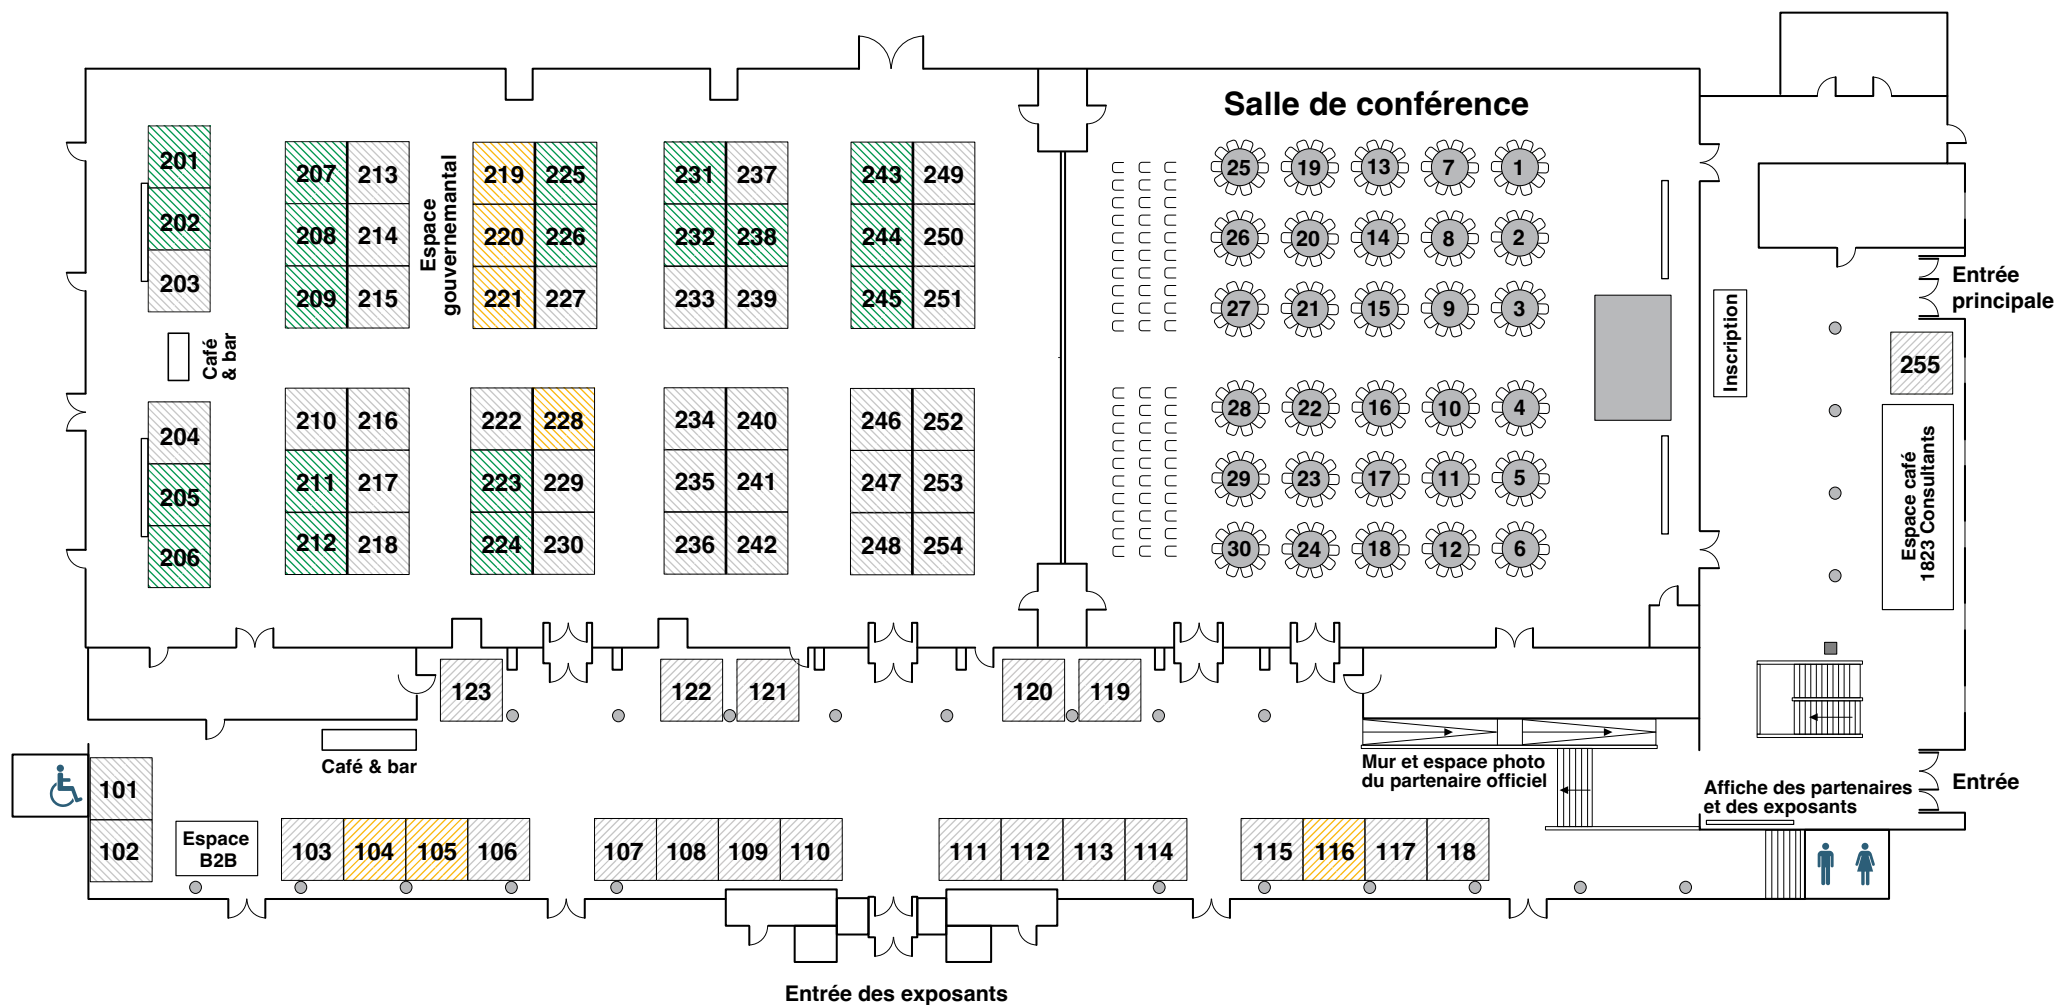 Salle de conférence
201
202
203
207 213
208 214
209 215
Espace
gouvernemantal
219 225
220 226
221 227
231 237
232 238
233 239
243 249
244 250
245 251
25 19 13 7 1
26 20 14 8 2
27 21 15 9 3
Entrée
principale
Inscription
255
Café
& bar
204
205
206
210 216
211 217
212 218
222 228
223 229
224 230
234 240
235 241
236 242
246 252
247 253
248 254
28 22 16 10 4
29 23 17 11 5
30 24 18 12 6
Espace café
1823 Consultants
123
122
121
120
119
Café & bar
Mur et espace photo
du partenaire officiel
Affiche des partenaires
et des exposants
Entrée
101
102
Espace
B2B
103 104 105 106
107 108 109 110
111 112 113 114
115 116 117 118
Entrée des exposants